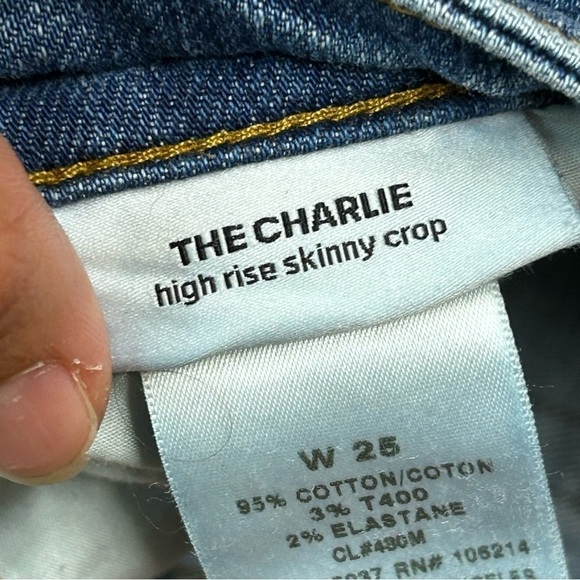 THE CHARLIE
high rise skinny crop
W 25
95% COTTON/COTON
3% T400
2% ELASTANE
CL#430M
RN# 106214